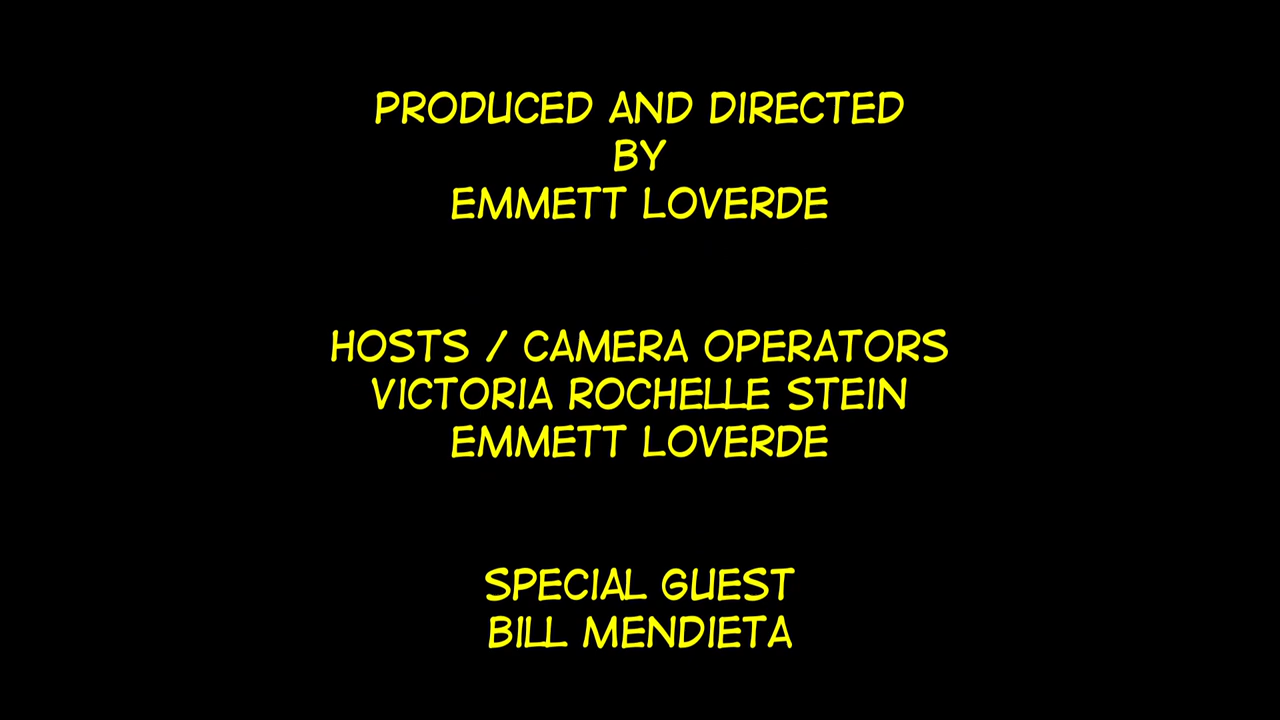 PRODUCED AND DIRECTED
BY
EMMETT LOVERDE
HOSTS / CAMERA OPERATORS
VICTORIA ROCHELLE STEIN
EMMETT LOVERDE
SPECIAL GUEST
BILL MENDIETA